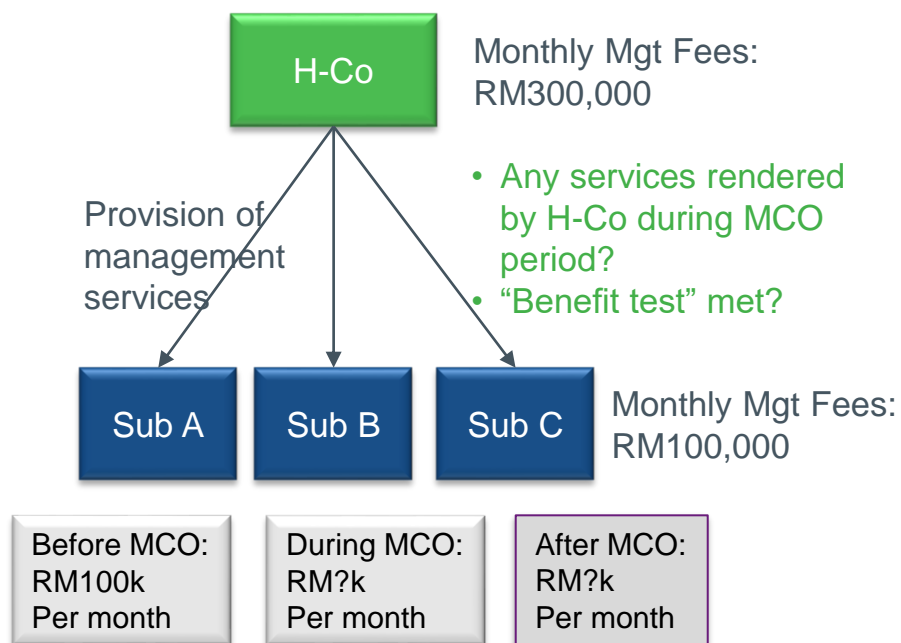 H-Co
Monthly Mgt Fees:
RM300,000
• Any services rendered
by H-Co during MCO
period?
• “Benefit test” met?
Provision of
management
services
Sub A
Sub B
Sub C
Monthly Mgt Fees:
RM100,000
Before MCO:
RM100k
Per month
During MCO:
RM?k
Per month
After MCO:
RM?k
Per month